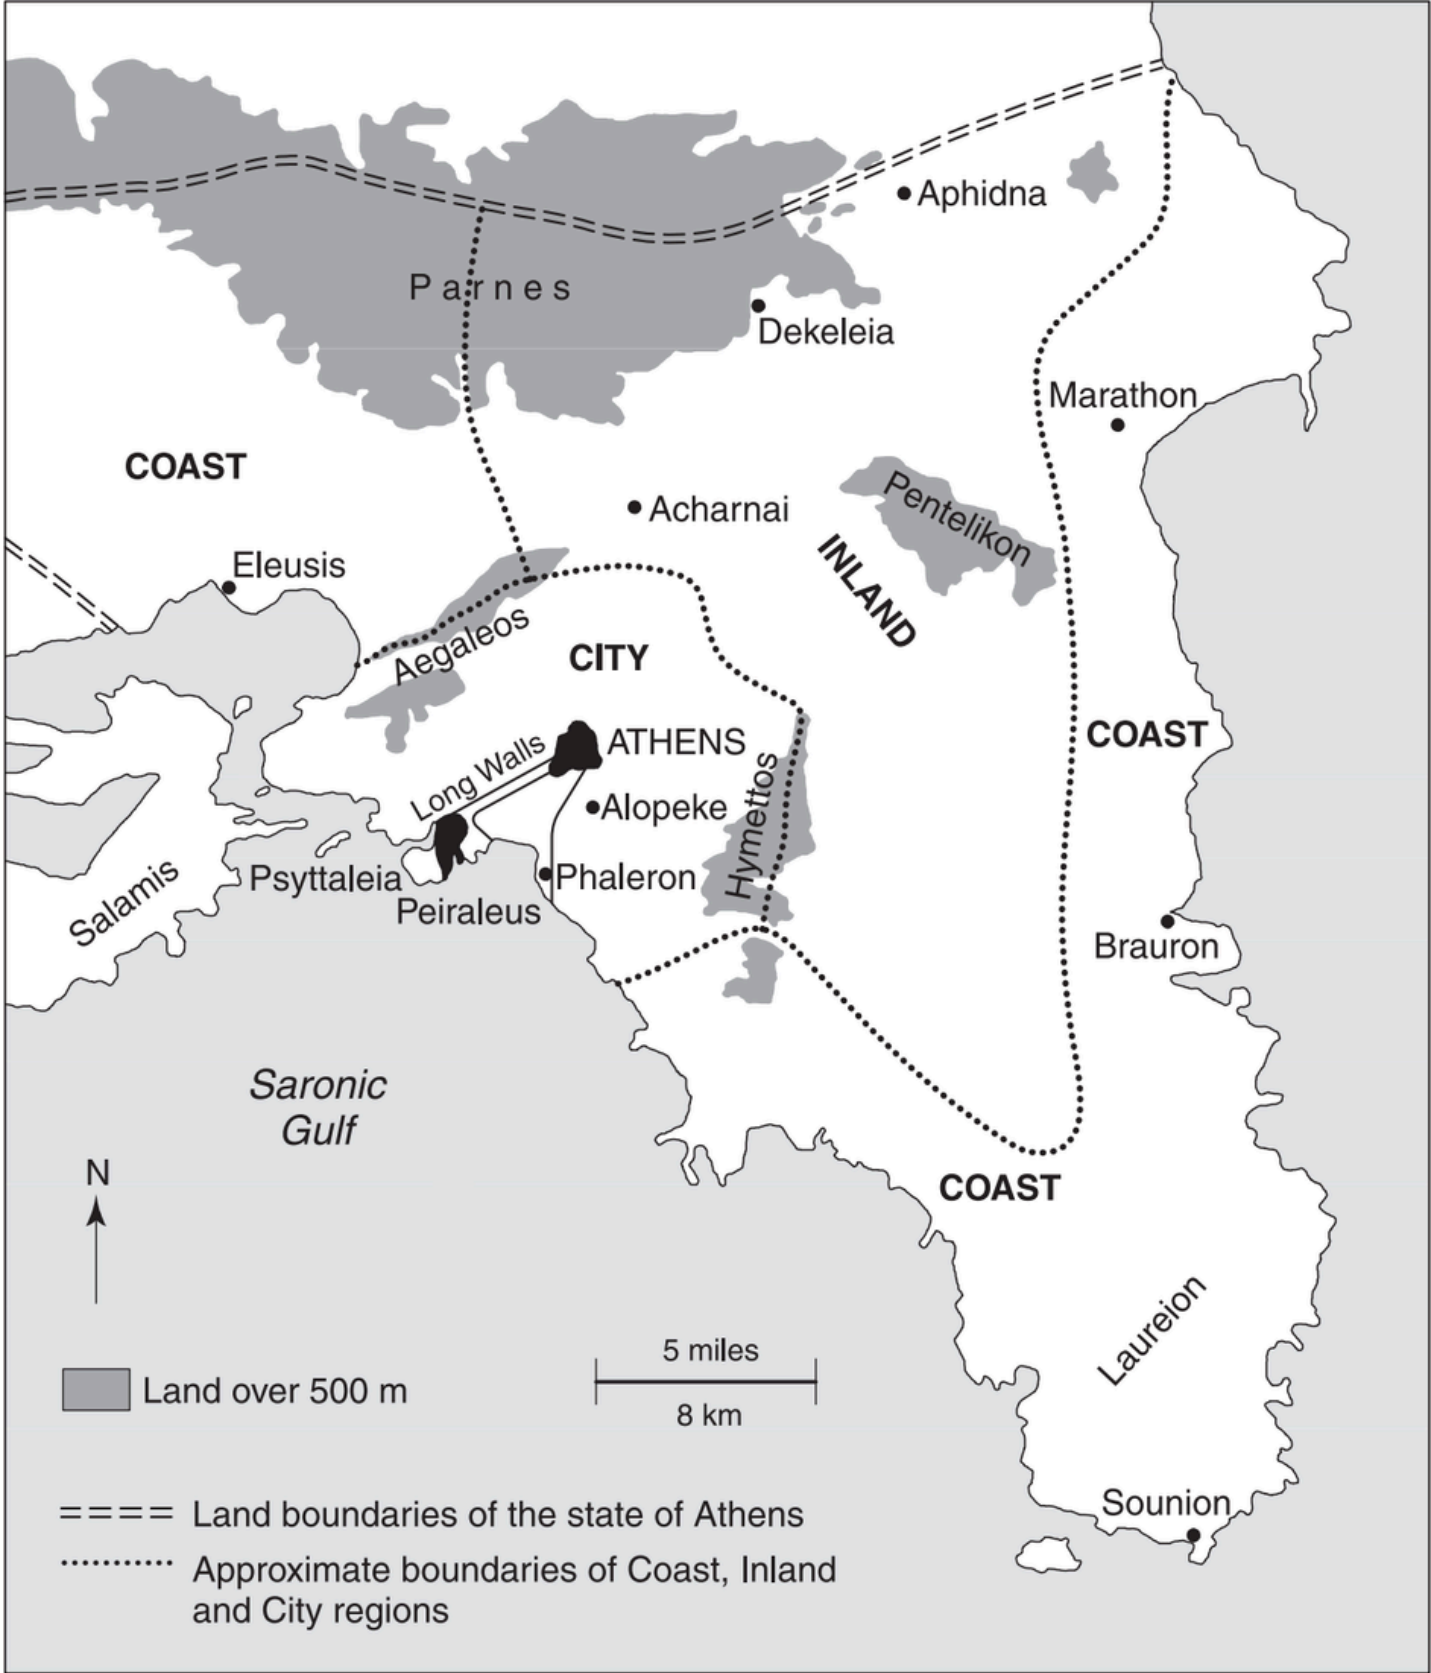 Aphidna
Parnes
Dekeleia
Marathon
COAST
Pentelikon
Acharnai
INLAND
Eleusis
Aegaleos
CITY
COAST
ATHENS
Long Walls
Hymettos
Alopeke
Psyttaleia
Phaleron
Peiraleus
Salamis
Brauron
Saronic
Gulf
N
COAST
Laureion
5 miles
8 km
Land over 500 m
Sounion
Land boundaries of the state of Athens
Approximate boundaries of Coast, Inland
and City regions